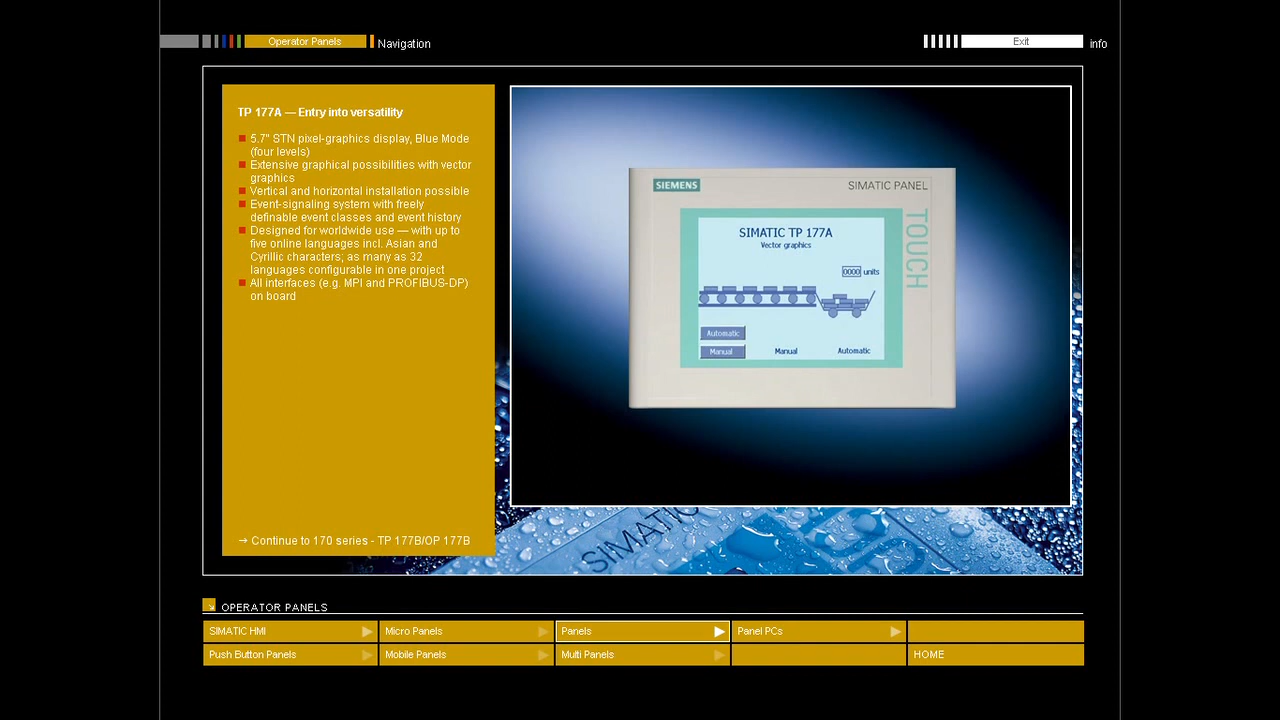 Operator Panels
Navigation
Exit
info
TP 177A — Entry into versatility
5.7" STN pixel-graphics display, Blue Mode
(four levels)
Extensive graphical possibilities with vector
graphics
Vertical and horizontal installation possible
Event-signaling system with freely
definable event classes and event history
Designed for worldwide use — with up to
five online languages incl. Asian and
Cyrillic characters; as many as 32
languages configurable in one project
All interfaces (e.g. MPI and PROFIBUS-DP)
on board
→ Continue to 170 series - TP 177B/OP 177B
SIEMENS
SIMATIC PANEL
TOUCH
SIMATIC TP 177A
Vector graphics
0000 units
Automatic
Manual
Manual
Automatic
SIMATIC
OPERATOR PANELS
SIMATIC HMI
Micro Panels
Panels
Panel PCs
Push Button Panels
Mobile Panels
Multi Panels
HOME